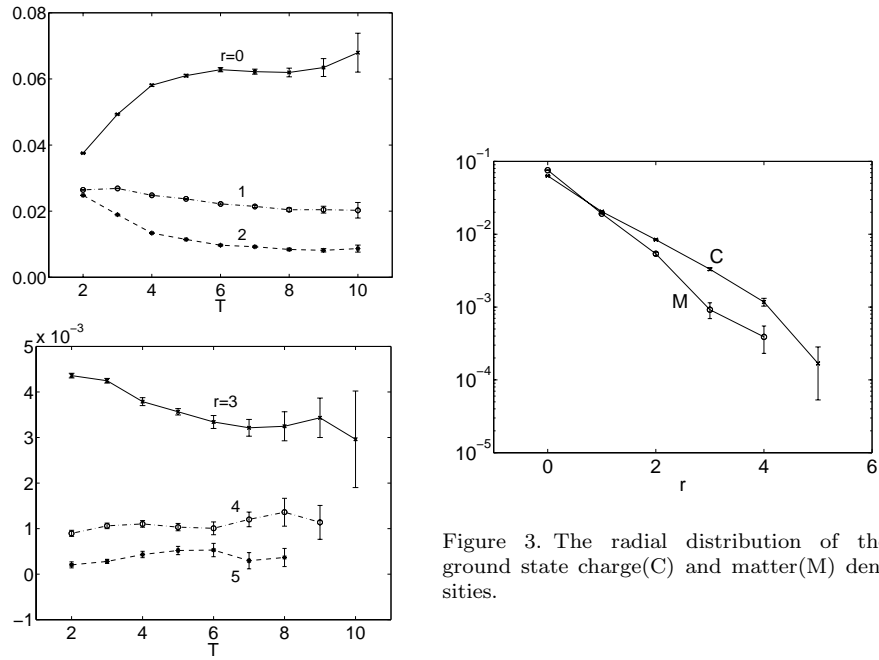 0.08
r=0
0.06
0.04
1
0.02
2
0.00
2 4 6 8 10
T
5 x 10^-3
4
r=3
3
2
4
1
0
5
−1
2 4 6 8 10
T
10^-1
10^-2
C
M
10^-3
10^-4
10^-5
0 2 4 6
r
Figure 3. The radial distribution of the
ground state charge(C) and matter(M) den
sities.